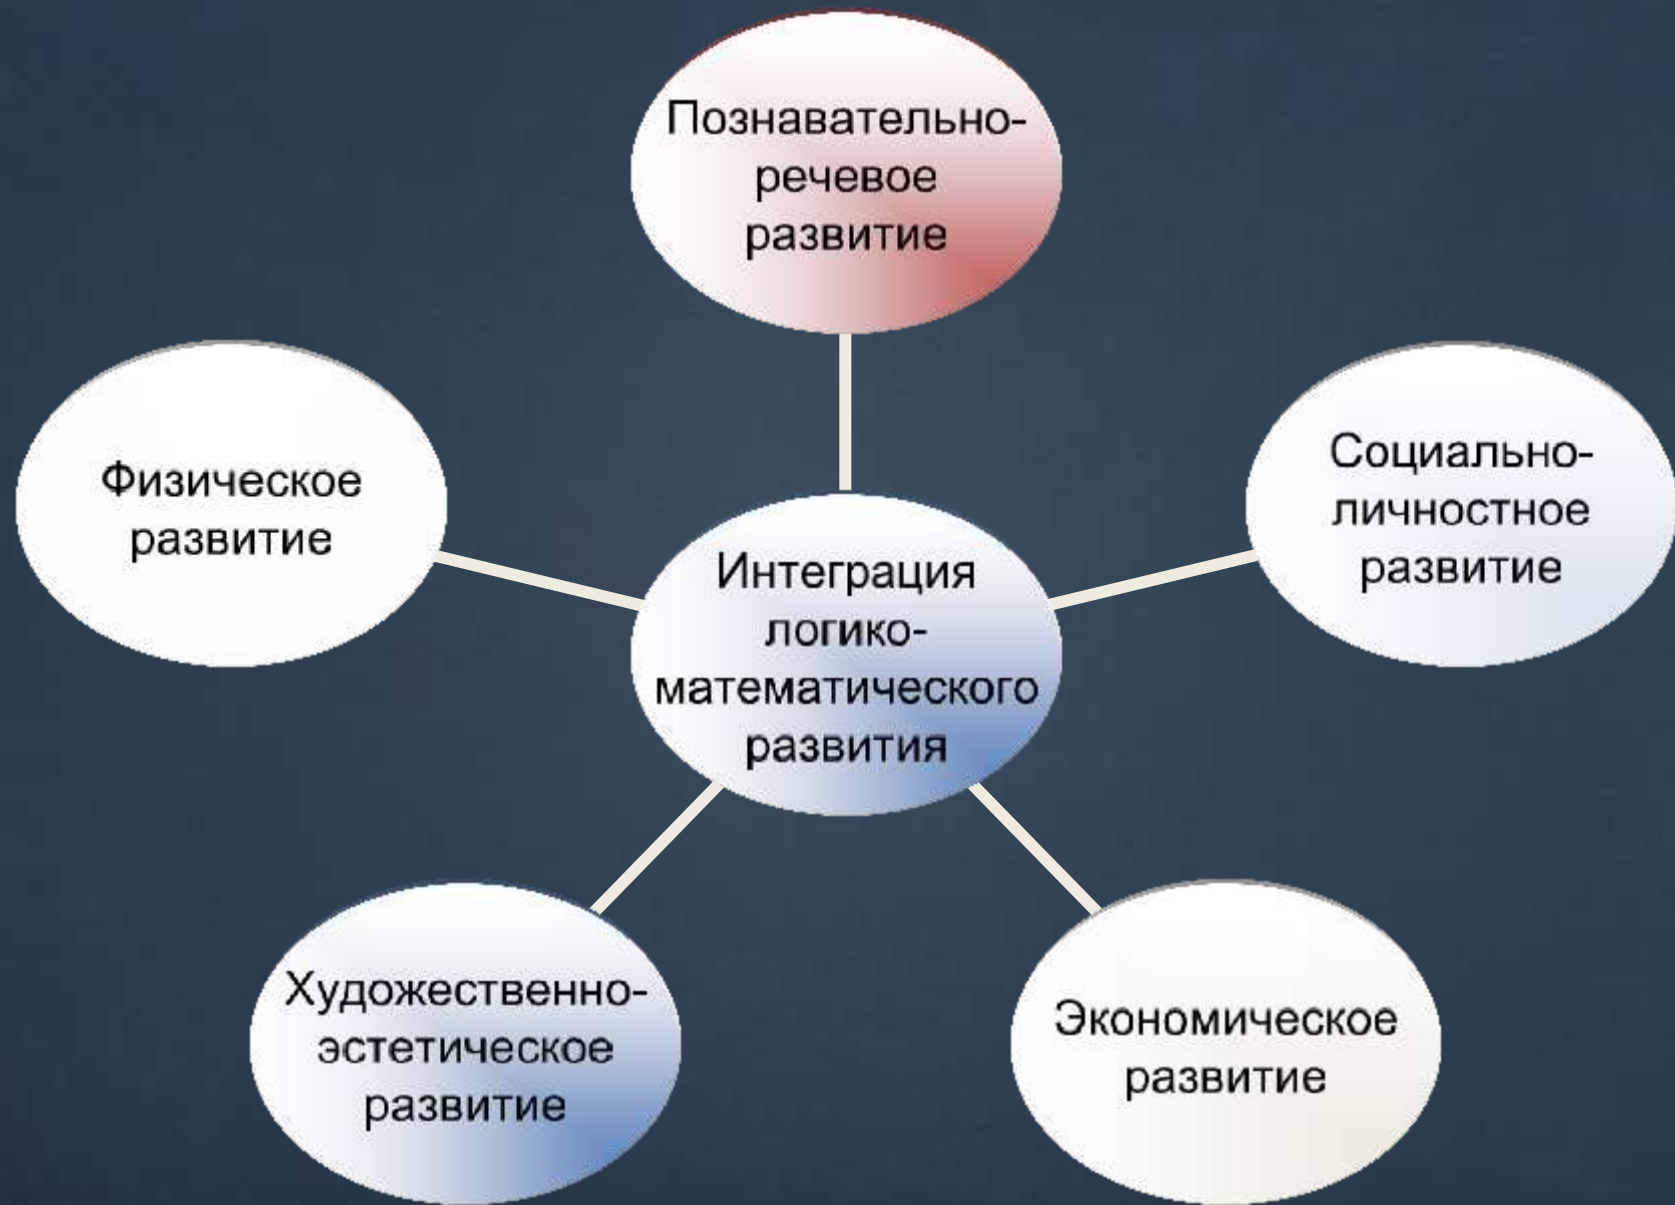 Познавательно-
речевое
развитие
Физическое
развитие
Социально-
личностное
развитие
Интеграция
логико-
математического
развития
Художественно-
эстетическое
развитие
Экономическое
развитие